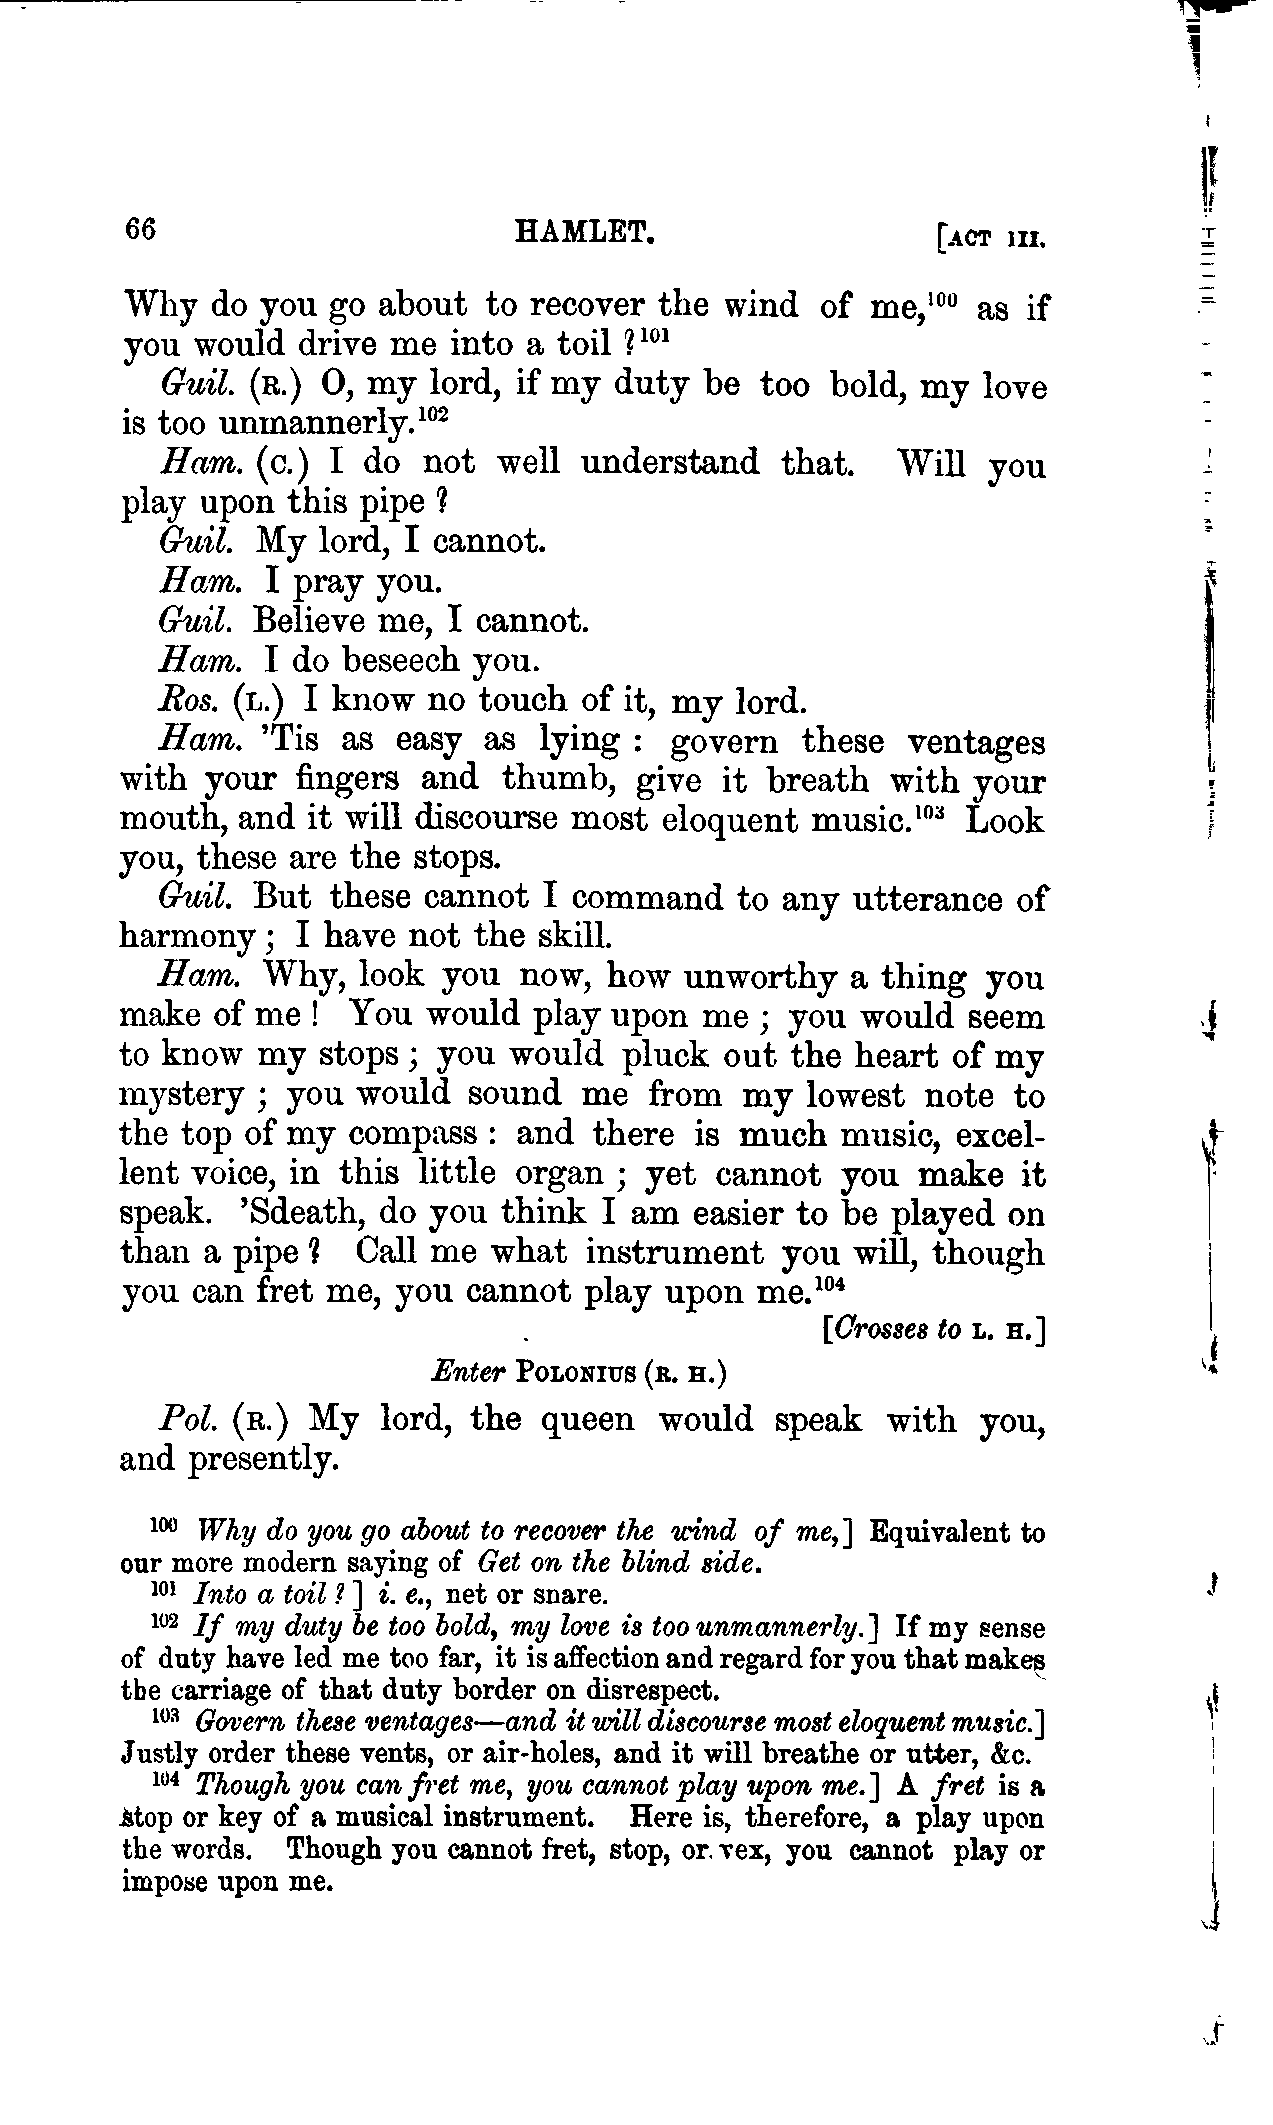 66 HAMLET. [ACT III.
Why do you go about to recover the wind of me,¹⁰⁰ as if
you would drive me into a toil ?¹⁰¹
Guil. (R.) O, my lord, if my duty be too bold, my love
is too unmannerly.¹⁰²
Ham. (C.) I do not well understand that. Will you
play upon this pipe ?
Guil. My lord, I cannot.
Ham. I pray you.
Guil. Believe me, I cannot.
Ham. I do beseech you.
Ros. (L.) I know no touch of it, my lord.
Ham. ’Tis as easy as lying : govern these ventages
with your fingers and thumb, give it breath with your
mouth, and it will discourse most eloquent music.¹⁰³ Look
you, these are the stops.
Guil. But these cannot I command to any utterance of
harmony ; I have not the skill.
Ham. Why, look you now, how unworthy a thing you
make of me ! You would play upon me ; you would seem
to know my stops ; you would pluck out the heart of my
mystery ; you would sound me from my lowest note to
the top of my compass : and there is much music, excel-
lent voice, in this little organ ; yet cannot you make it
speak. ’Sdeath, do you think I am easier to be played on
than a pipe ? Call me what instrument you will, though
you can fret me, you cannot play upon me.¹⁰⁴
[Crosses to L. H.]
Enter POLONIUS (R. H.)
Pol. (R.) My lord, the queen would speak with you,
and presently.
¹⁰⁰ Why do you go about to recover the wind of me,] Equivalent to
our more modern saying of Get on the blind side.
¹⁰¹ Into a toil ?] i. e., net or snare.
¹⁰² If my duty be too bold, my love is too unmannerly.] If my sense
of duty have led me too far, it is affection and regard for you that makes
the carriage of that duty border on disrespect.
¹⁰³ Govern these ventages—and it will discourse most eloquent music.]
Justly order these vents, or air-holes, and it will breathe or utter, &c.
¹⁰⁴ Though you can fret me, you cannot play upon me.] A fret is a
stop or key of a musical instrument. Here is, therefore, a play upon
the words. Though you cannot fret, stop, or vex, you cannot play or
impose upon me.